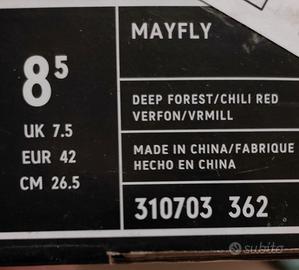 MAYFLY
8⁵
UK 7.5
EUR 42
CM 26.5
DEEP FOREST/CHILI RED
VERFON/VRMILL
MADE IN CHINA/FABRIQUE
HECHO EN CHINA
310703 362
subito